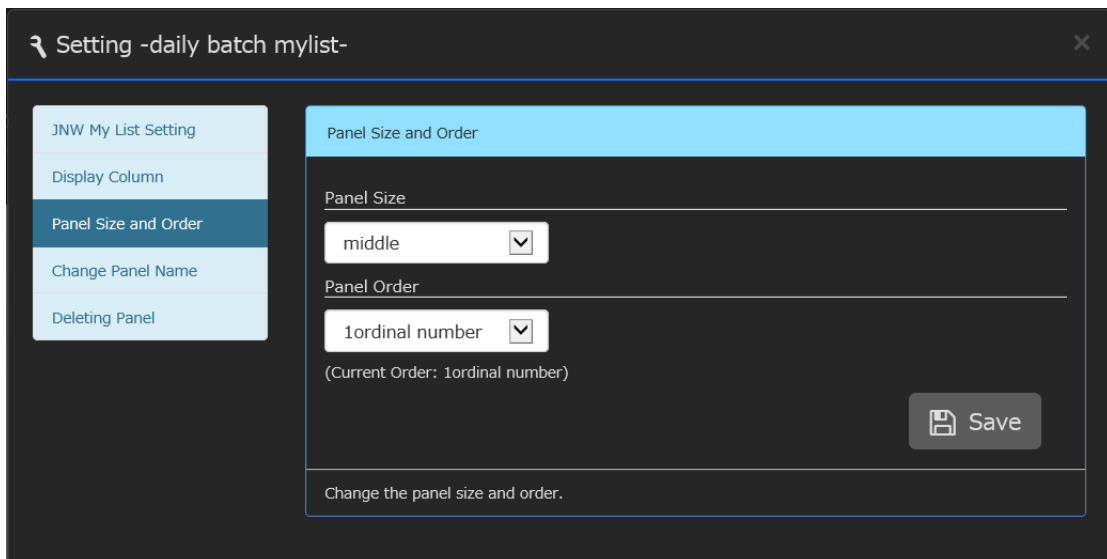 Setting -daily batch mylist-
JNW My List Setting
Display Column
Panel Size and Order
Change Panel Name
Deleting Panel
Panel Size and Order
Panel Size
middle
Panel Order
1ordinal number
(Current Order: 1ordinal number)
Save
Change the panel size and order.